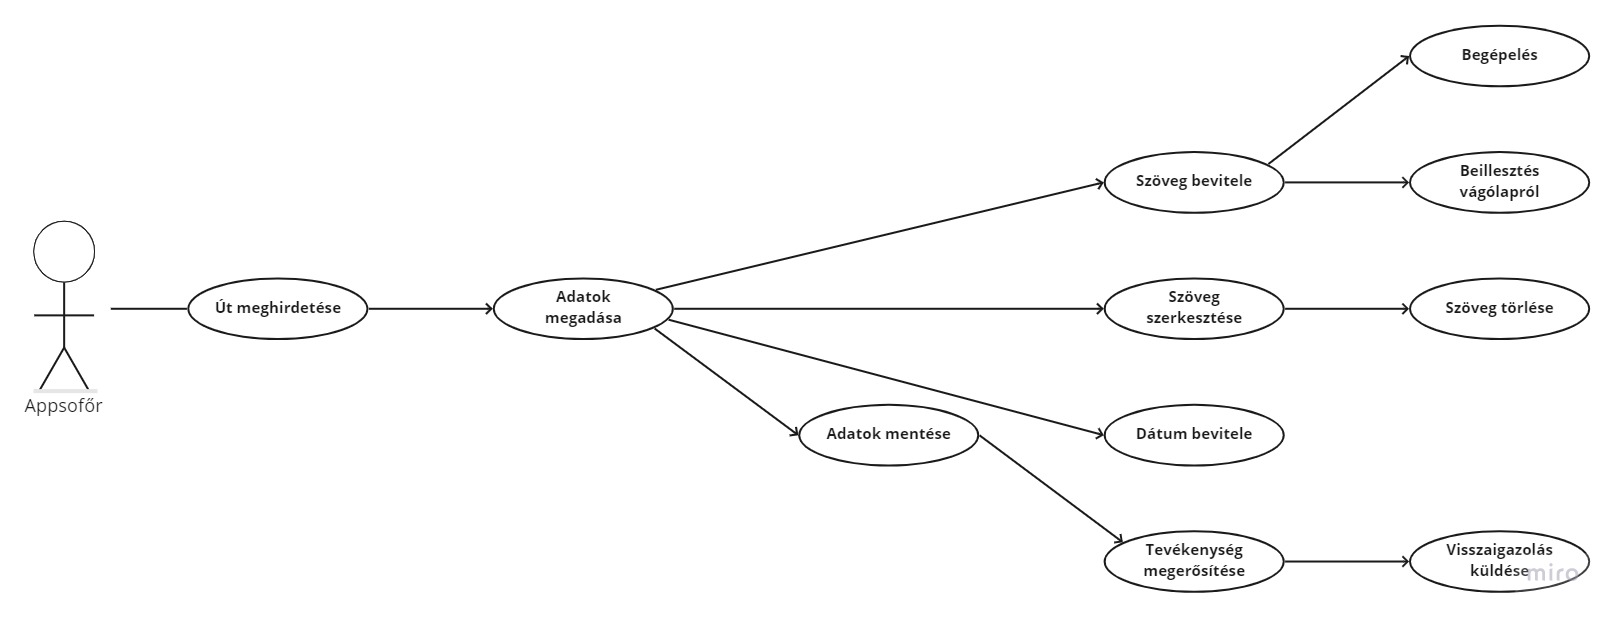 Begépelés
Szöveg bevitele
Beillesztés
vágólapról
Út meghirdetése
Adatok
megadása
Szöveg
szerkesztése
Szöveg törlése
Appsofőr
Adatok mentése
Dátum bevitele
Tevékenység
megerősítése
Visszaigazolás
küldése
miro